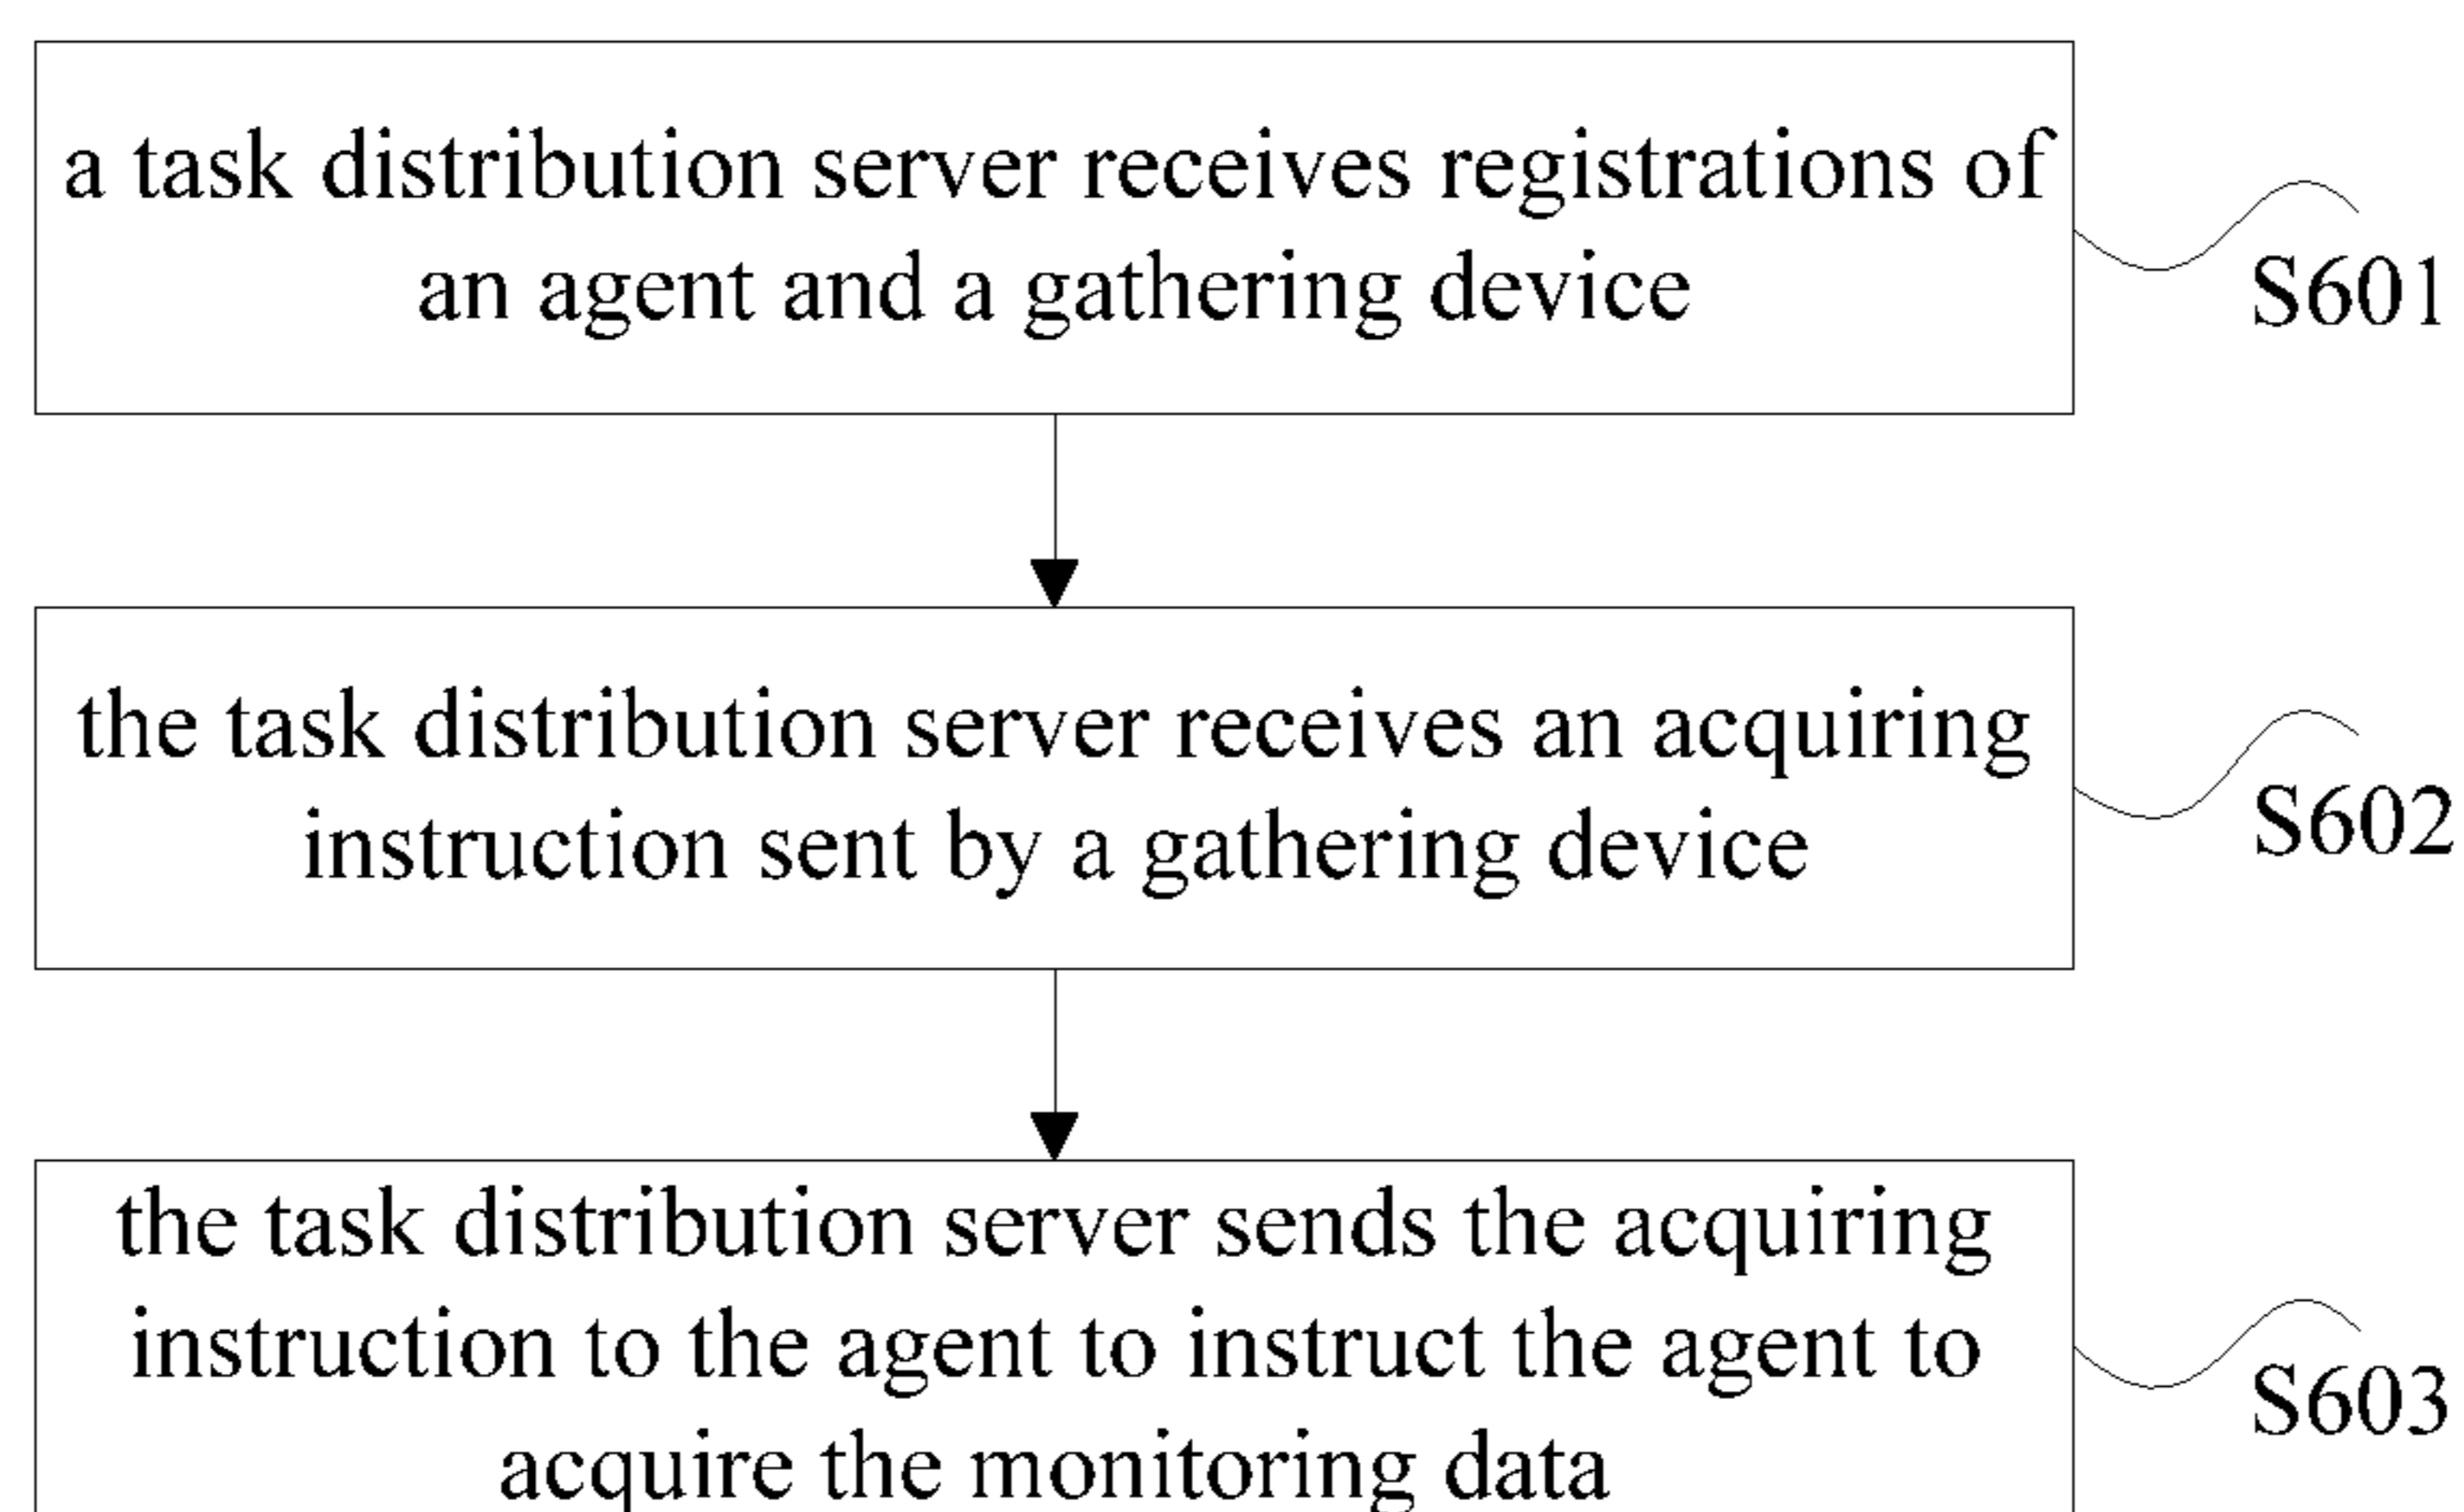 a task distribution server receives registrations of
an agent and a gathering device
S601
the task distribution server receives an acquiring
instruction sent by a gathering device
S602
the task distribution server sends the acquiring
instruction to the agent to instruct the agent to
acquire the monitoring data
S603